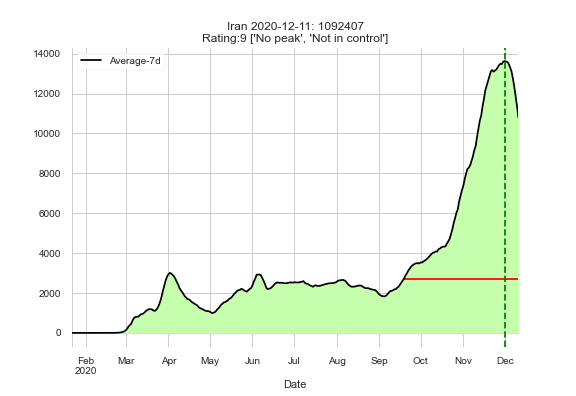 Iran 2020-12-11: 1092407
Rating:9 ['No peak', 'Not in control']
Average-7d
14000
12000
10000
8000
6000
4000
2000
0
Feb Mar Apr May Jun Jul Aug Sep Oct Nov Dec
2020
Date